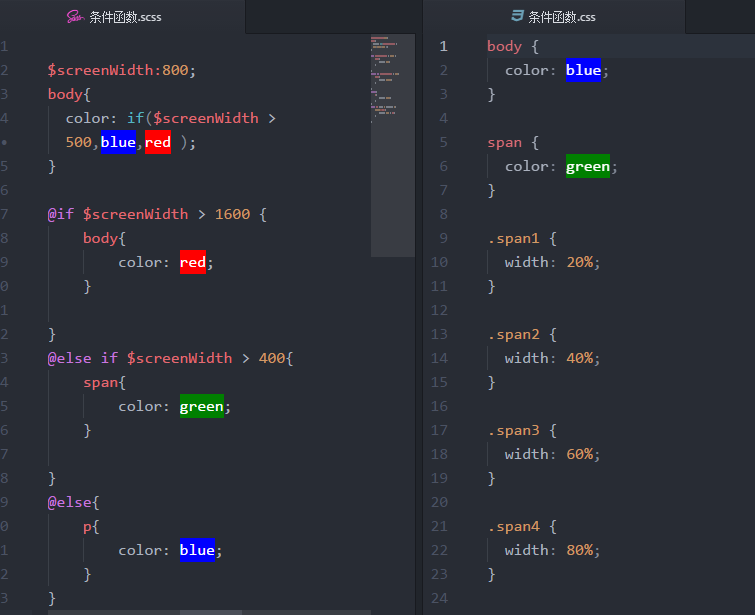 条件函数.scss
条件函数.css
1
2 $screenWidth:800;
3 body{
4 color: if($screenWidth >
• 500,blue,red );
5 }
6
7 @if $screenWidth > 1600 {
8 body{
9 color: red;
0 }
1
2 }
3 @else if $screenWidth > 400{
4 span{
5 color: green;
6 }
7
8 }
9 @else{
0 p{
1 color: blue;
2 }
3 }
1 body {
2 color: blue;
3 }
4
5 span {
6 color: green;
7 }
8
9 .span1 {
10 width: 20%;
11 }
12
13 .span2 {
14 width: 40%;
15 }
16
17 .span3 {
18 width: 60%;
19 }
20
21 .span4 {
22 width: 80%;
23 }
24